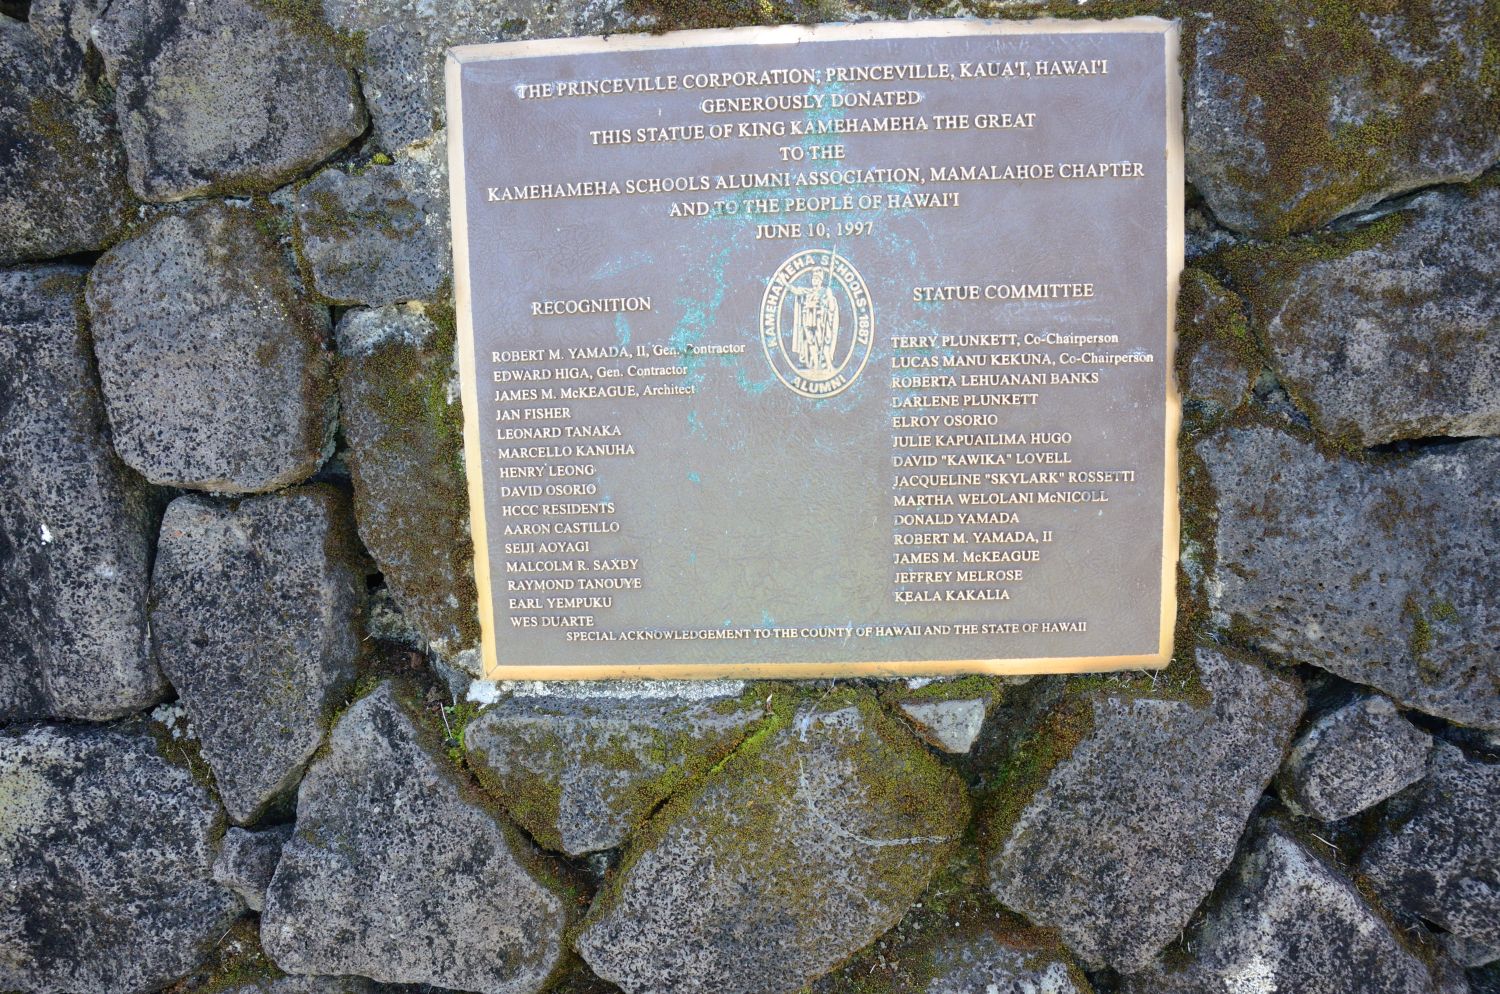 THE PRINCEVILLE CORPORATION, PRINCEVILLE, KAUA'I, HAWAI'I
GENEROUSLY DONATED
THIS STATUE OF KING KAMEHAMEHA THE GREAT
TO THE
KAMEHAMEHA SCHOOLS ALUMNI ASSOCIATION, MAMALAHOE CHAPTER
AND TO THE PEOPLE OF HAWAI'I
JUNE 10, 1997
KAMEHAMEHA SCHOOLS · 1887
ALUMNI
RECOGNITION
ROBERT M. YAMADA, II, Gen. Contractor
EDWARD HIGA, Gen. Contractor
JAMES M. McKEAGUE, Architect
JAN FISHER
LEONARD TANAKA
MARCELLO KANUHA
HENRY LEONG
DAVID OSORIO
HCCC RESIDENTS
AARON CASTILLO
SEIJI AOYAGI
MALCOLM R. SAXBY
RAYMOND TANOUYE
EARL YEMPUKU
WES DUARTE
STATUE COMMITTEE
TERRY PLUNKETT, Co-Chairperson
LUCAS MANU KEKUNA, Co-Chairperson
ROBERTA LEHUANANI BANKS
DARLENE PLUNKETT
ELROY OSORIO
JULIE KAPUAILIMA HUGO
DAVID "KAWIKA" LOVELL
JACQUELINE "SKYLARK" ROSSETTI
MARTHA WELOLANI McNICOLL
DONALD YAMADA
ROBERT M. YAMADA, II
JAMES M. McKEAGUE
JEFFREY MELROSE
KEALA KAKALIA
SPECIAL ACKNOWLEDGEMENT TO THE COUNTY OF HAWAII AND THE STATE OF HAWAII